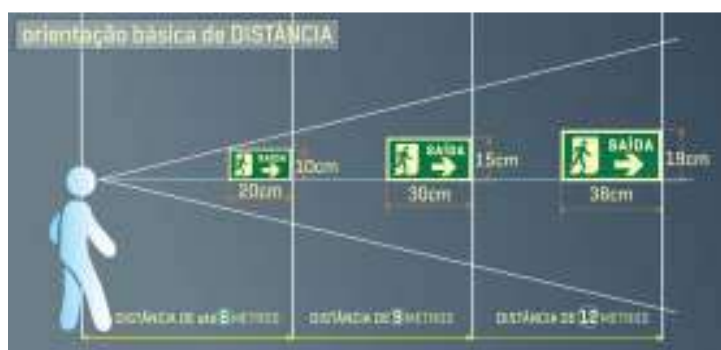 orientação básica de DISTÂNCIA
SAÍDA
10cm
20cm
SAÍDA
15cm
30cm
SAÍDA
19cm
38cm
DISTÂNCIA DE até 6 METROS
DISTÂNCIA DE 9 METROS
DISTÂNCIA DE 12 METROS